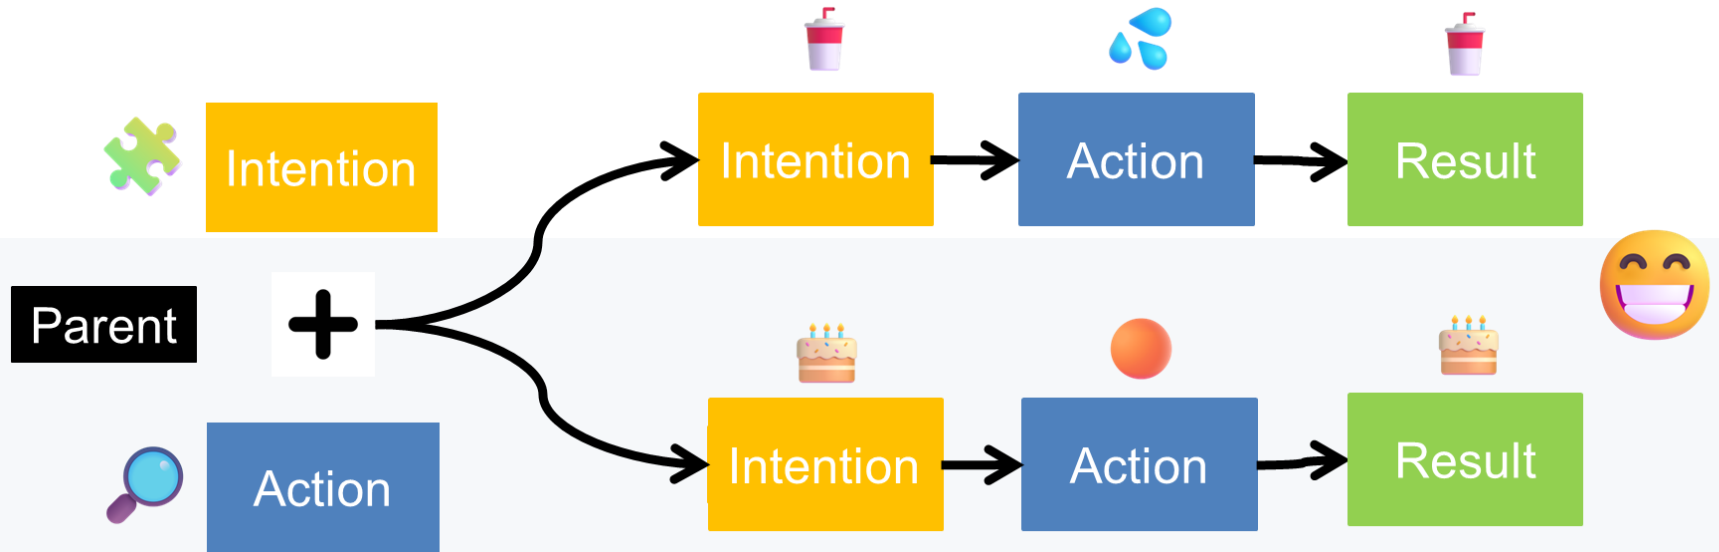 Intention
Intention
Action
Result
Parent
Action
Intention
Action
Result